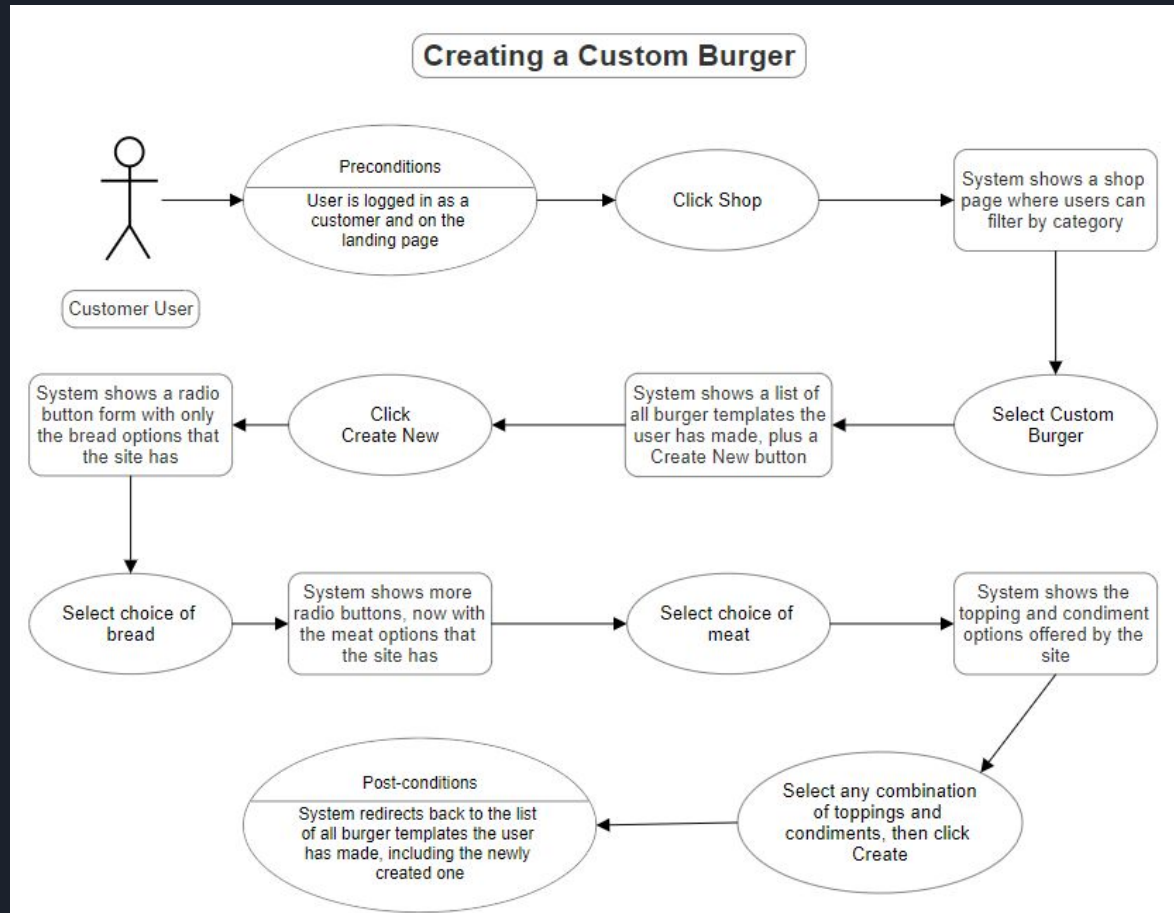 Creating a Custom Burger
Preconditions
User is logged in as a
customer and on the
landing page
Click Shop
System shows a shop
page where users can
filter by category
Customer User
System shows a radio
button form with only
the bread options that
the site has
Click
Create New
System shows a list of
all burger templates the
user has made, plus a
Create New button
Select Custom
Burger
Select choice of
bread
System shows more
radio buttons, now with
the meat options that
the site has
Select choice of
meat
System shows the
topping and condiment
options offered by the
site
Post-conditions
System redirects back to the list
of all burger templates the user
has made, including the newly
created one
Select any combination
of toppings and
condiments, then click
Create